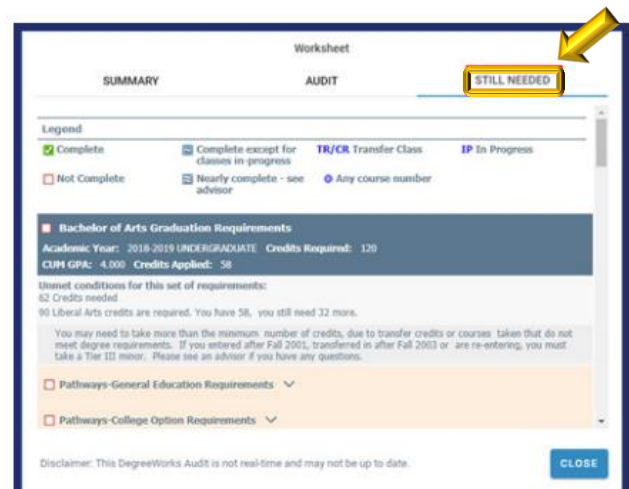 Worksheet
SUMMARY AUDIT STILL NEEDED
Legend
Complete Complete except for classes in-progress TR/CR Transfer Class IP In Progress
Not Complete Nearly complete - see advisor Any course number
Bachelor of Arts Graduation Requirements
Academic Year: 2018-2019 UNDERGRADUATE Credits Required: 120
CUM GPA: 4.000 Credits Applied: 58
Unmet conditions for this set of requirements:
62 Credits needed
90 Liberal Arts credits are required. You have 58, you still need 32 more.
You may need to take more than the minimum number of credits, due to transfer credits or courses taken that do not
meet degree requirements. If you entered after Fall 2001, transferred in after Fall 2003 or are re-entering, you must
take a Tier III minor. Please see an advisor if you have any questions.
Pathways-General Education Requirements
Pathways-College Option Requirements
Disclaimer: This DegreeWorks Audit is not real-time and may not be up to date.
CLOSE